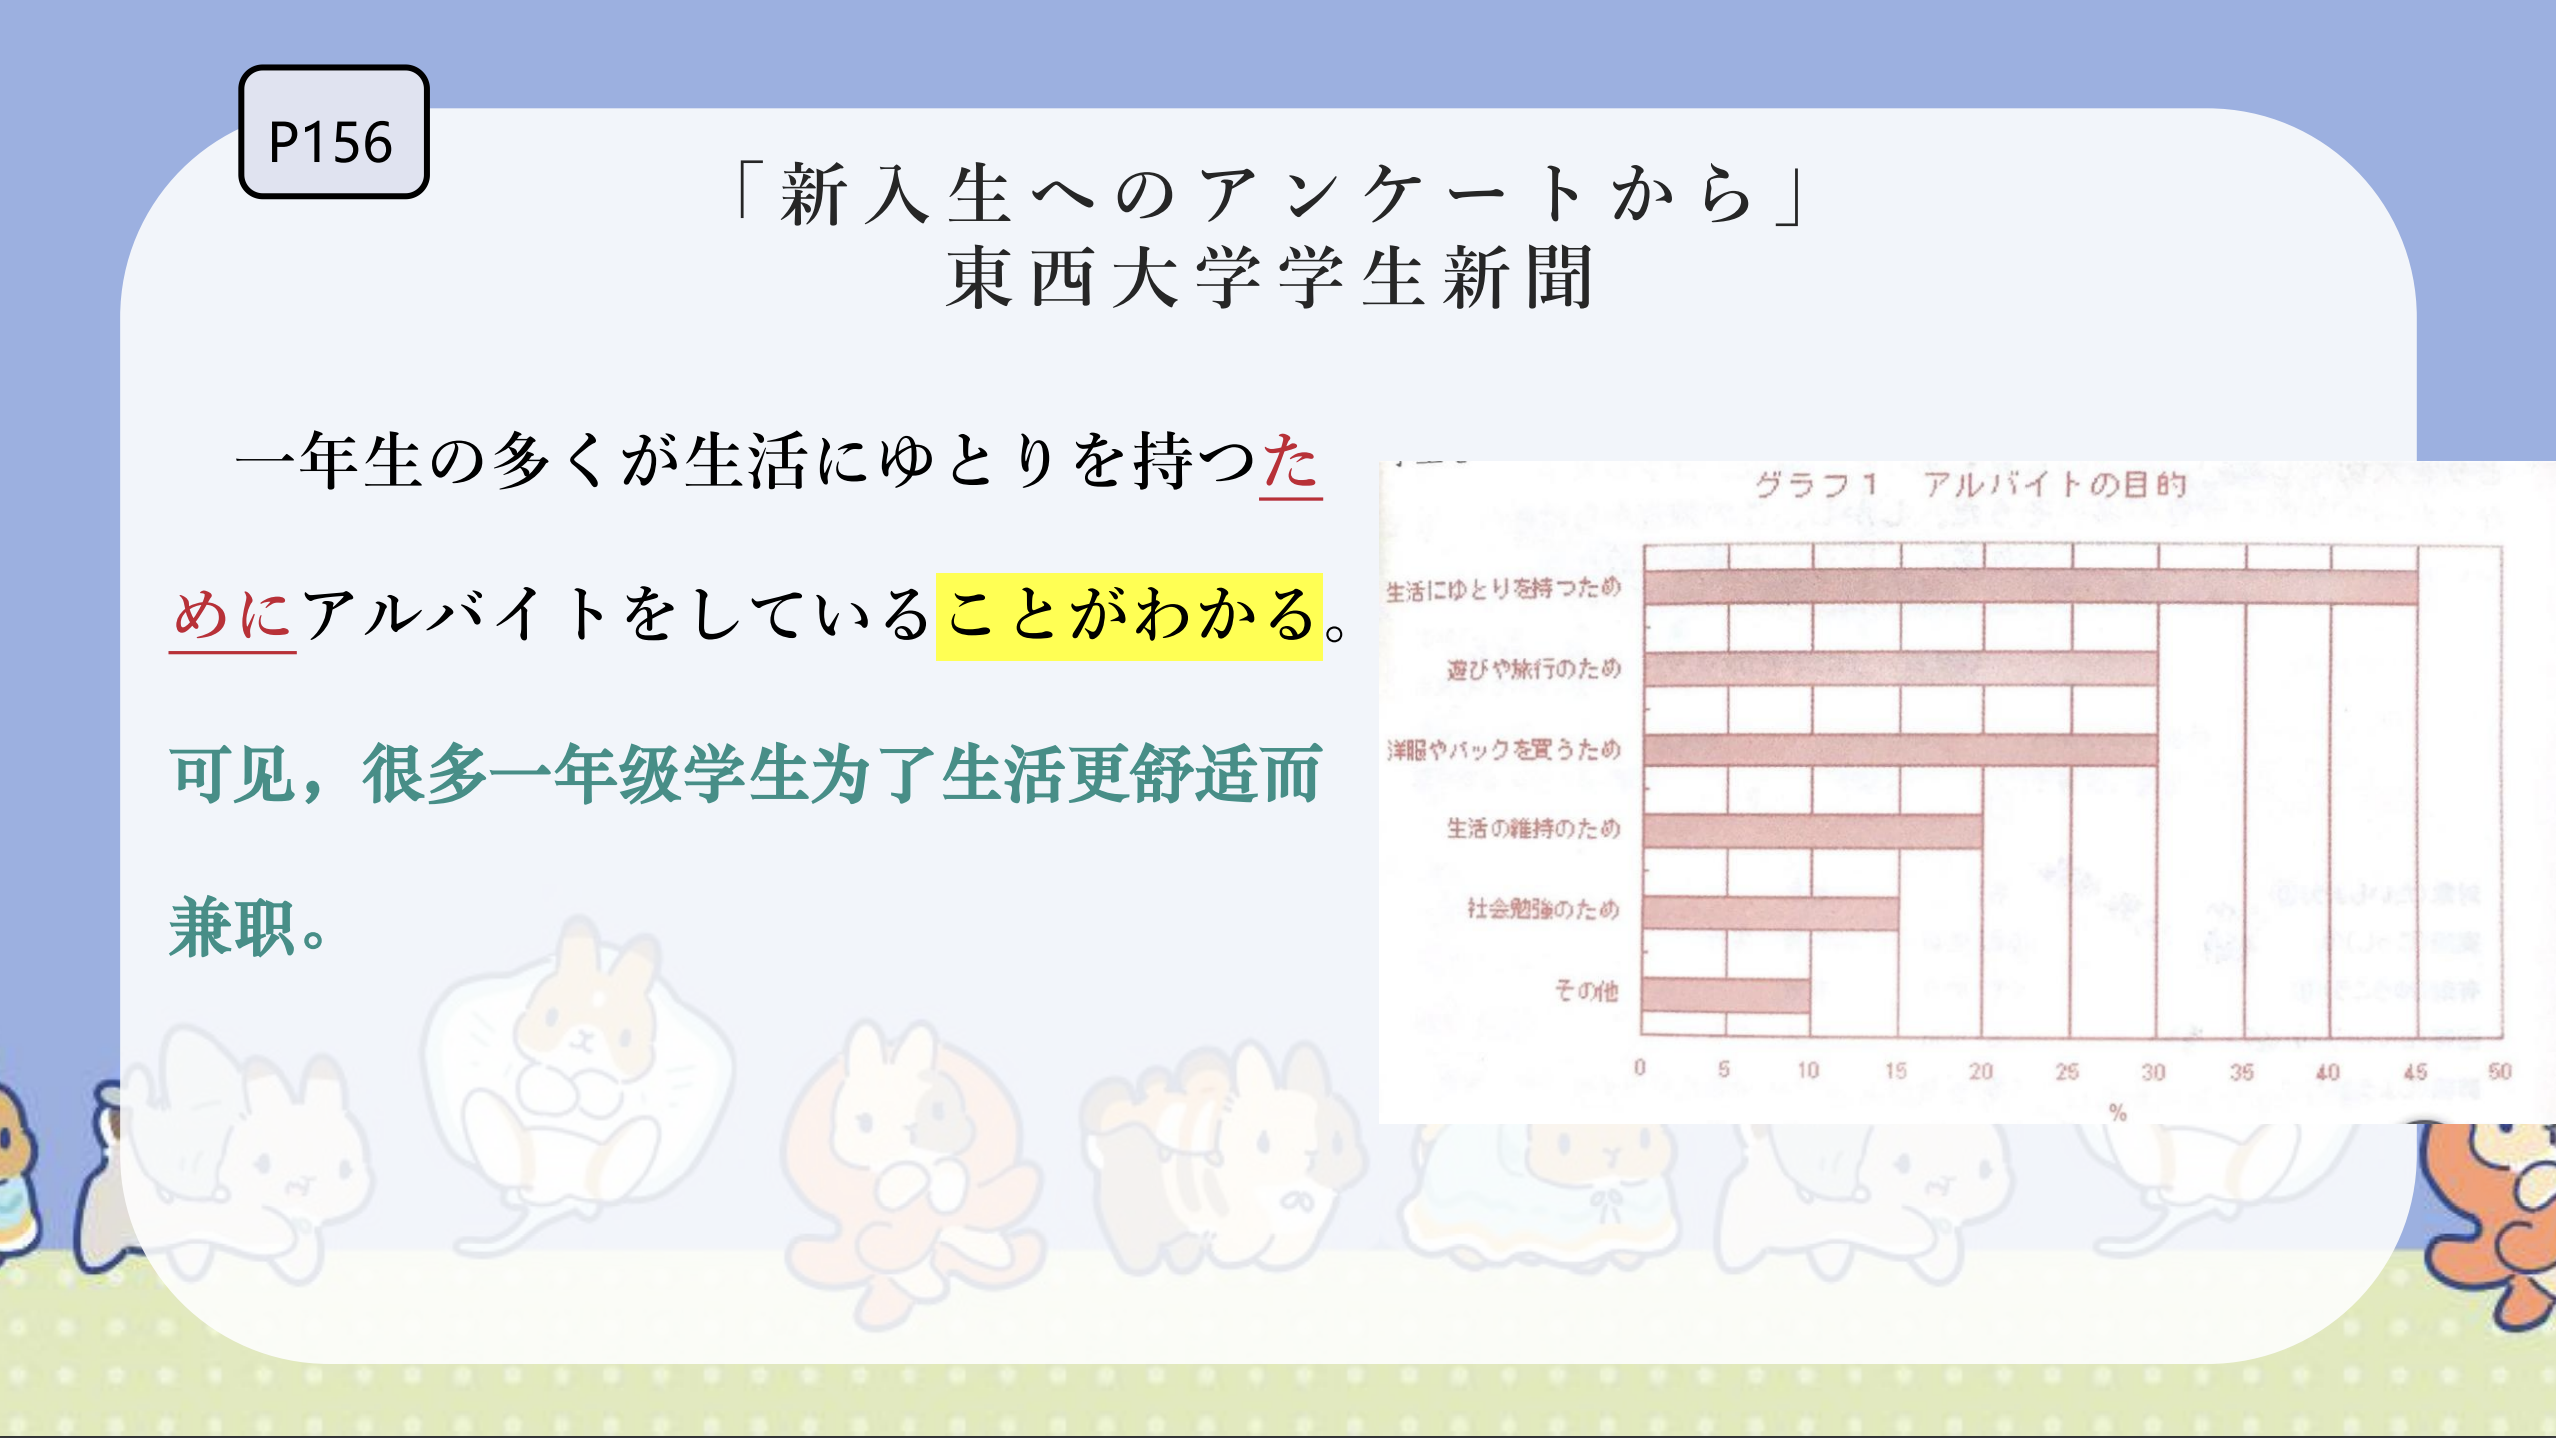 P156
「新入生へのアンケートから」
東西大学学生新聞
一年生の多くが生活にゆとりを持つた
めにアルバイトをしていることがわかる。
可见，很多一年级学生为了生活更舒适而
兼职。
グラフ1 アルバイトの目的
生活にゆとりを持つため
遊びや旅行のため
洋服やバックを買うため
生活の維持のため
社会勉強のため
その他
0 5 10 15 20 25 30 35 40 45 50
%